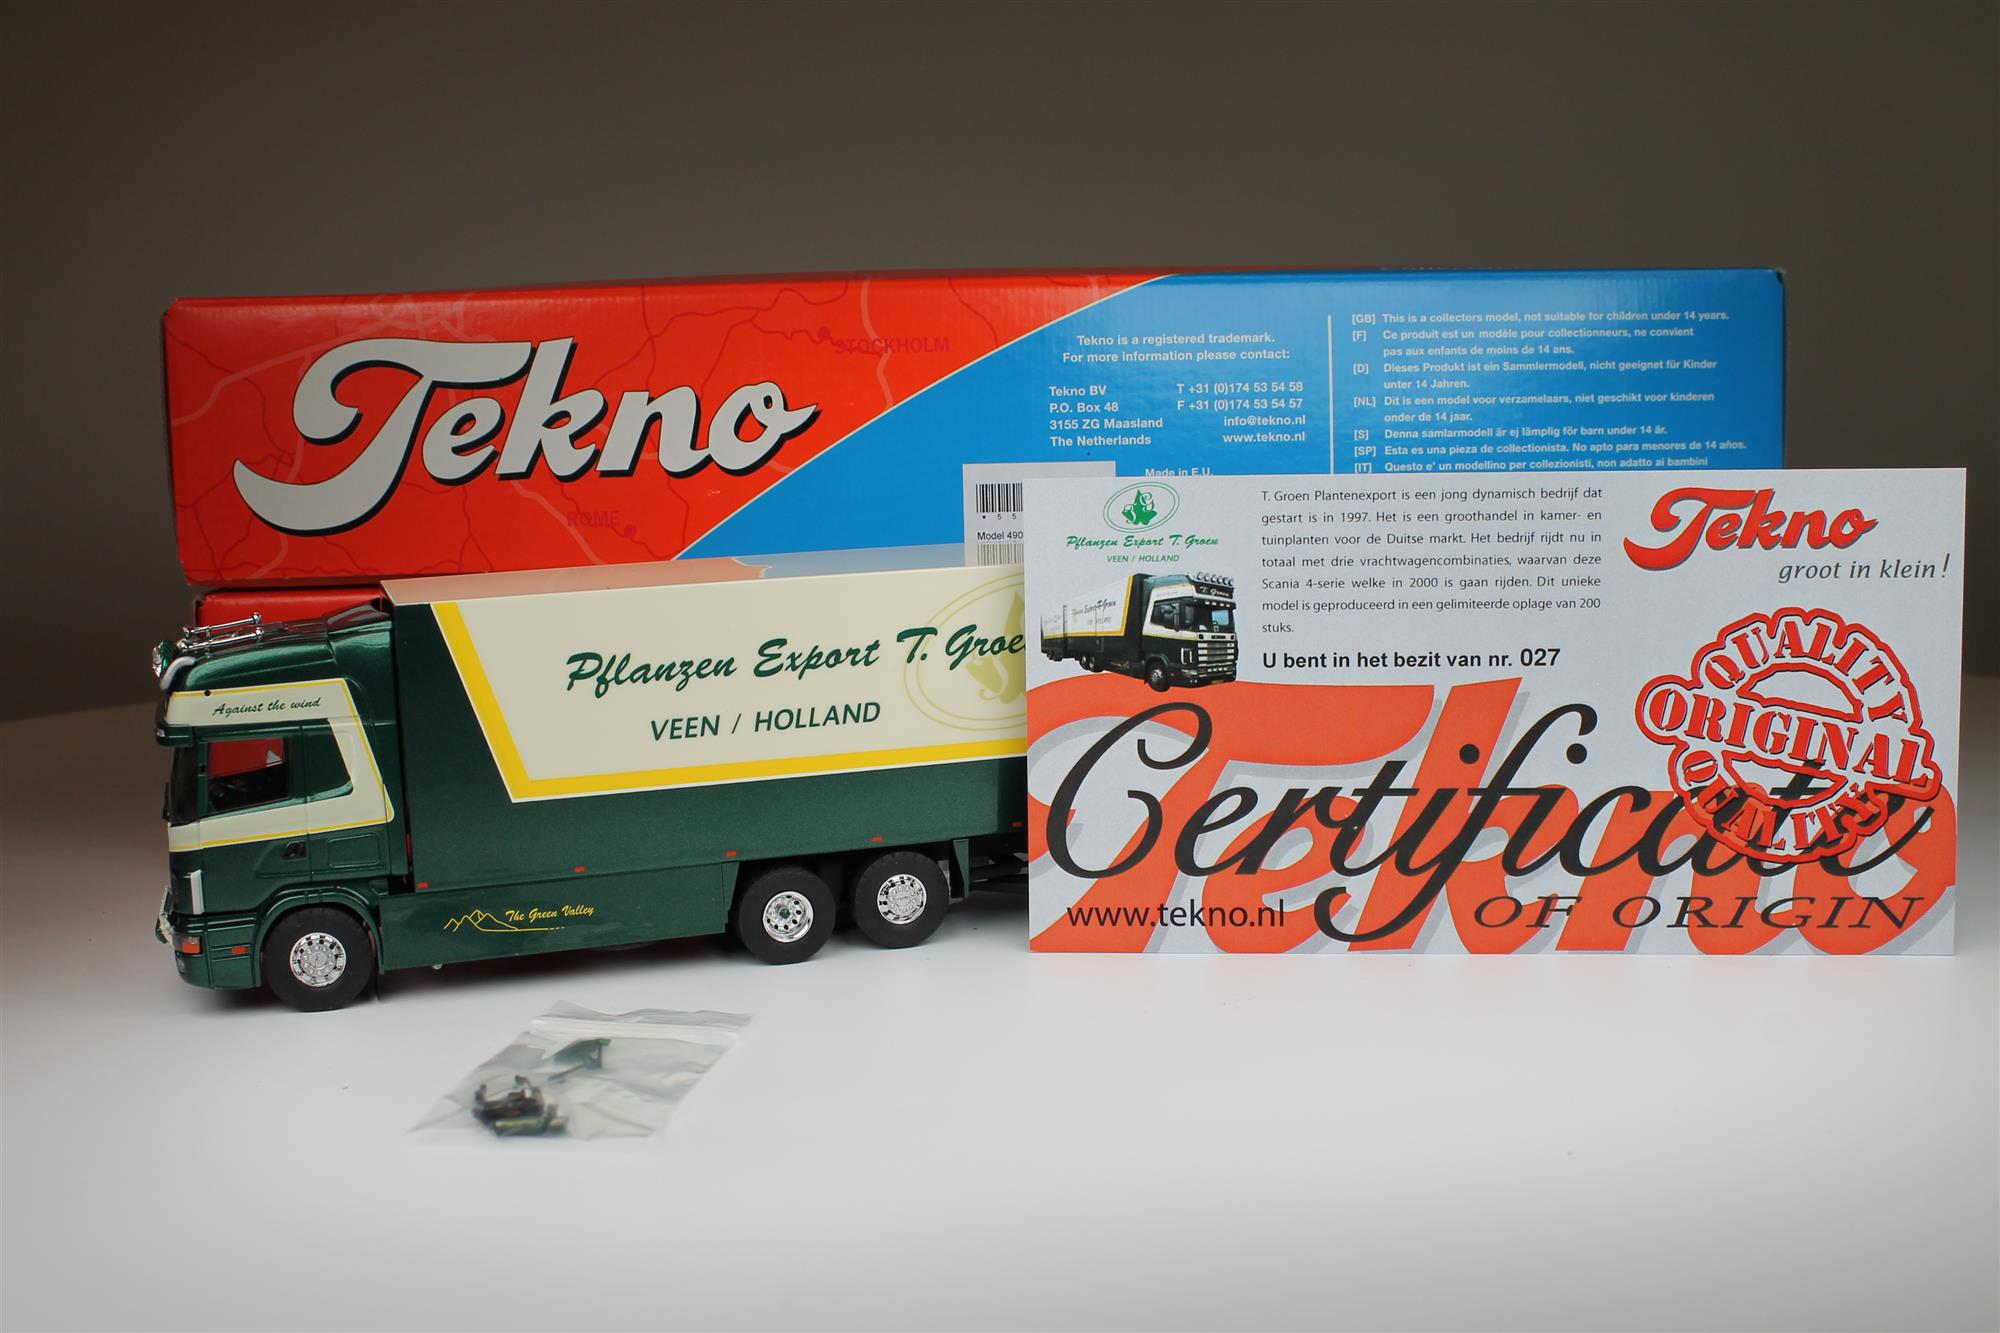 Tekno
STOCKHOLM
ROME
Tekno is a registered trademark.
For more information please contact:
Tekno BV
P.O. Box 48
3155 ZG Maasland
The Netherlands
T +31 (0)174 53 54 58
F +31 (0)174 53 54 57
info@tekno.nl
www.tekno.nl
Made in E.U.
[GB] This is a collectors model, not suitable for children under 14 years.
[F] Ce produit est un modèle pour collectionneurs, ne convient
pas aux enfants de moins de 14 ans.
[D] Dieses Produkt ist ein Sammlermodell, nicht geeignet für Kinder
unter 14 Jahren.
[NL] Dit is een model voor verzamelaars, niet geschikt voor kinderen
onder de 14 jaar.
[S] Denna samlarmodell är ej lämplig för barn under 14 år.
[SP] Esta es una pieza de collectionista. No apto para menores de 14 años.
[IT] Questo e' un modellino per collezionisti, non adatto ai bambini
Model 490
Against the wind
Pflanzen Export T. Groe
VEEN / HOLLAND
The Green Valley
Pflanzen Export T. Groen
VEEN / HOLLAND
T. Groen
T. Groen Plantenexport is een jong dynamisch bedrijf dat
gestart is in 1997. Het is een groothandel in kamer- en
tuinplanten voor de Duitse markt. Het bedrijf rijdt nu in
totaal met drie vrachtwagencombinaties, waarvan deze
Scania 4-serie welke in 2000 is gaan rijden. Dit unieke
model is geproduceerd in een gelimiteerde oplage van 200
stuks.
U bent in het bezit van nr. 027
Tekno
groot in klein!
QUALITY
ORIGINAL
QUALITY
Tekno
Certificate
OF ORIGIN
www.tekno.nl